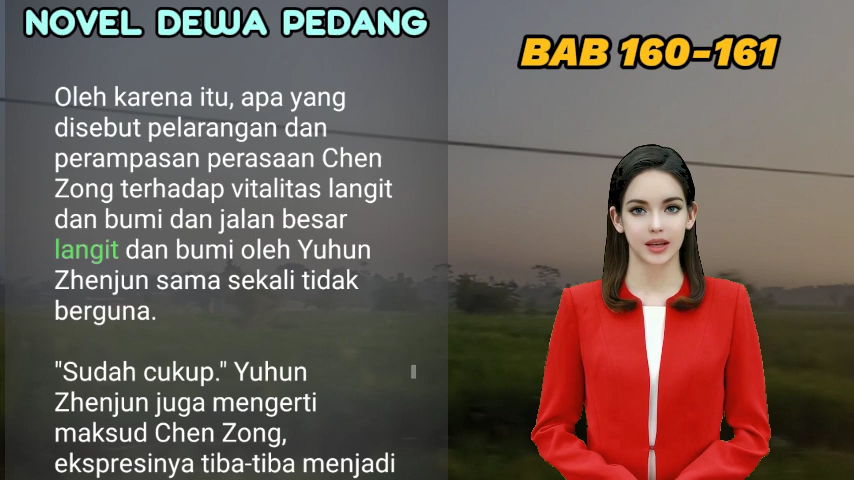 NOVEL DEWA PEDANG
BAB 160-161
Oleh karena itu, apa yang
disebut pelarangan dan
perampasan perasaan Chen
Zong terhadap vitalitas langit
dan bumi dan jalan besar
langit dan bumi oleh Yuhun
Zhenjun sama sekali tidak
berguna.
"Sudah cukup." Yuhun
Zhenjun juga mengerti
maksud Chen Zong,
ekspresinya tiba-tiba menjadi